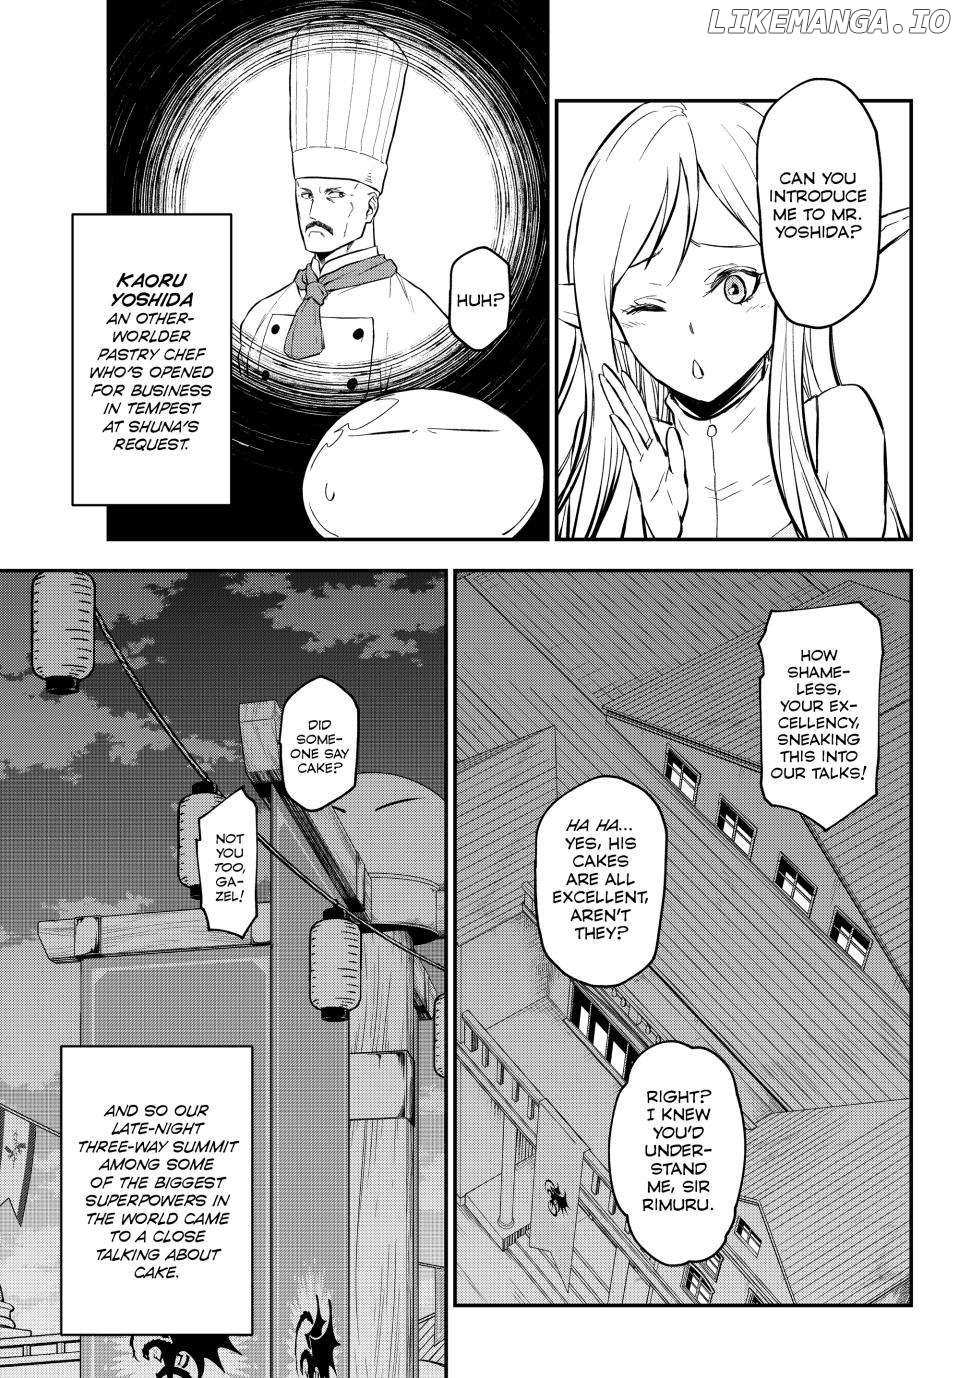 LIKEMANGA.IO
CAN YOU
INTRODUCE
ME TO MR.
YOSHIDA?
HUH?
KAORU
YOSHIDA
AN OTHER-
WORLDER
PASTRY CHEF
WHO'S OPENED
FOR BUSINESS
IN TEMPEST
AT SHUNA'S
REQUEST.
HOW
SHAME-
LESS,
YOUR EX-
CELLENCY,
SNEAKING
THIS INTO
OUR TALKS!
HA HA...
YES, HIS
CAKES
ARE ALL
EXCELLENT,
AREN'T
THEY?
RIGHT?
I KNEW
YOU'D
UNDER-
STAND
ME, SIR
RIMURU.
DID
SOME-
ONE SAY
CAKE?
NOT
YOU
TOO,
GA-
ZEL!
AND SO OUR
LATE-NIGHT
THREE-WAY SUMMIT
AMONG SOME
OF THE BIGGEST
SUPERPOWERS IN
THE WORLD CAME
TO A CLOSE
TALKING ABOUT
CAKE.